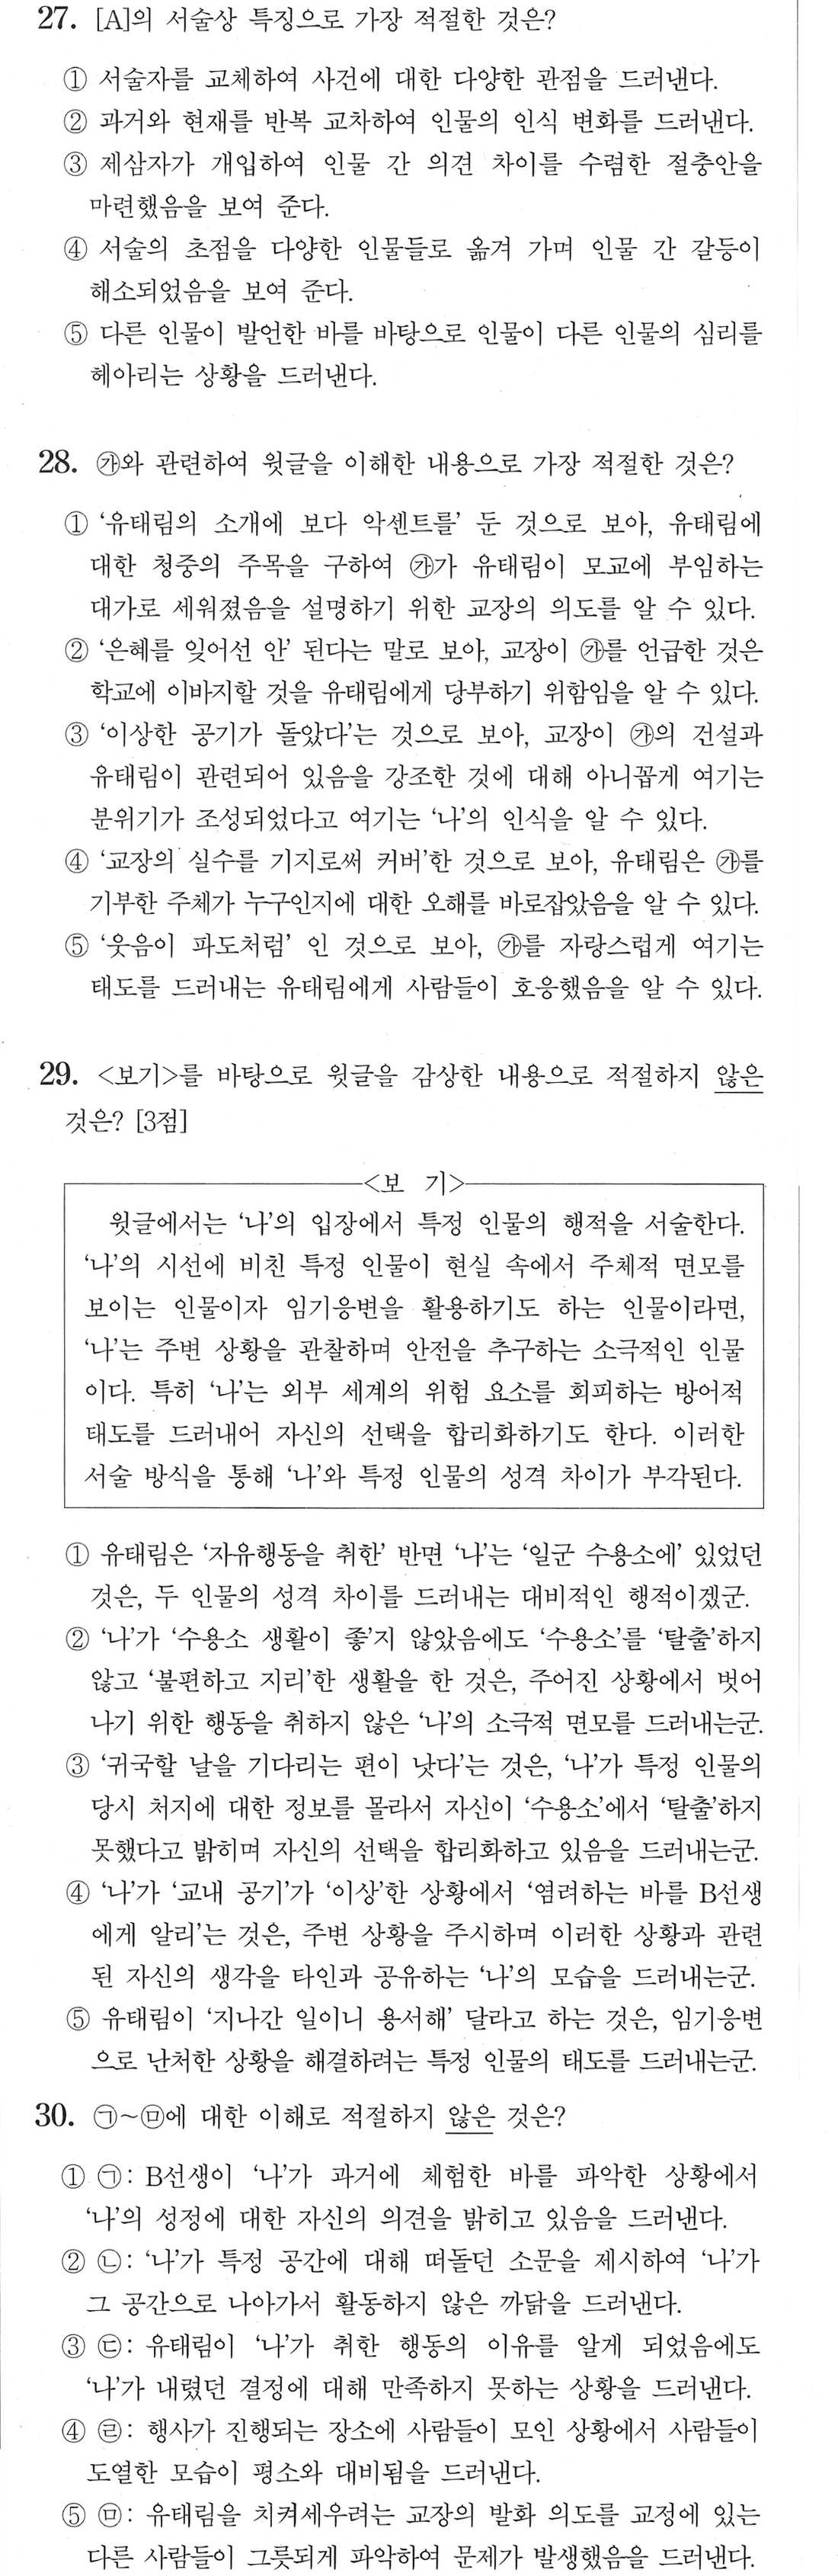 27. [A]의 서술상 특징으로 가장 적절한 것은?
① 서술자를 교체하여 사건에 대한 다양한 관점을 드러낸다.
② 과거와 현재를 반복 교차하여 인물의 인식 변화를 드러낸다.
③ 제삼자가 개입하여 인물 간 의견 차이를 수렴한 절충안을
마련했음을 보여 준다.
④ 서술의 초점을 다양한 인물들로 옮겨 가며 인물 간 갈등이
해소되었음을 보여 준다.
⑤ 다른 인물이 발언한 바를 바탕으로 인물이 다른 인물의 심리를
헤아리는 상황을 드러낸다.
28. ㉮와 관련하여 윗글을 이해한 내용으로 가장 적절한 것은?
① ‘유태림의 소개에 보다 악센트를’ 둔 것으로 보아, 유태림에
대한 청중의 주목을 구하여 ㉮가 유태림이 모교에 부임하는
대가로 세워졌음을 설명하기 위한 교장의 의도를 알 수 있다.
② ‘은혜를 잊어선 안’ 된다는 말로 보아, 교장이 ㉮를 언급한 것은
학교에 이바지할 것을 유태림에게 당부하기 위함임을 알 수 있다.
③ ‘이상한 공기가 돌았다’는 것으로 보아, 교장이 ㉮의 건설과
유태림이 관련되어 있음을 강조한 것에 대해 아니꼽게 여기는
분위기가 조성되었다고 여기는 ‘나’의 인식을 알 수 있다.
④ ‘교장의 실수를 기지로써 커버’한 것으로 보아, 유태림은 ㉮를
기부한 주체가 누구인지에 대한 오해를 바로잡았음을 알 수 있다.
⑤ ‘웃음이 파도처럼’ 인 것으로 보아, ㉮를 자랑스럽게 여기는
태도를 드러내는 유태림에게 사람들이 호응했음을 알 수 있다.
29. <보기>를 바탕으로 윗글을 감상한 내용으로 적절하지 않은
것은? [3점]
<보 기>
윗글에서는 ‘나’의 입장에서 특정 인물의 행적을 서술한다.
‘나’의 시선에 비친 특정 인물이 현실 속에서 주체적 면모를
보이는 인물이자 임기응변을 활용하기도 하는 인물이라면,
‘나’는 주변 상황을 관찰하며 안전을 추구하는 소극적인 인물
이다. 특히 ‘나’는 외부 세계의 위험 요소를 회피하는 방어적
태도를 드러내어 자신의 선택을 합리화하기도 한다. 이러한
서술 방식을 통해 ‘나’와 특정 인물의 성격 차이가 부각된다.
① 유태림은 ‘자유행동을 취한’ 반면 ‘나’는 ‘일군 수용소에’ 있었던
것은, 두 인물의 성격 차이를 드러내는 대비적인 행적이겠군.
② ‘나’가 ‘수용소 생활이 좋’지 않았음에도 ‘수용소’를 ‘탈출’하지
않고 ‘불편하고 지리’한 생활을 한 것은, 주어진 상황에서 벗어
나기 위한 행동을 취하지 않은 ‘나’의 소극적 면모를 드러내는군.
③ ‘귀국할 날을 기다리는 편이 낫다’는 것은, ‘나’가 특정 인물의
당시 처지에 대한 정보를 몰라서 자신이 ‘수용소’에서 ‘탈출’하지
못했다고 밝히며 자신의 선택을 합리화하고 있음을 드러내는군.
④ ‘나’가 ‘교내 공기’가 ‘이상’한 상황에서 ‘염려하는 바를 B선생
에게 알리’는 것은, 주변 상황을 주시하며 이러한 상황과 관련
된 자신의 생각을 타인과 공유하는 ‘나’의 모습을 드러내는군.
⑤ 유태림이 ‘지나간 일이니 용서해’ 달라고 하는 것은, 임기응변
으로 난처한 상황을 해결하려는 특정 인물의 태도를 드러내는군.
30. ㉠~㉤에 대한 이해로 적절하지 않은 것은?
① ㉠: B선생이 ‘나’가 과거에 체험한 바를 파악한 상황에서
‘나’의 성정에 대한 자신의 의견을 밝히고 있음을 드러낸다.
② ㉡: ‘나’가 특정 공간에 대해 떠돌던 소문을 제시하여 ‘나’가
그 공간으로 나아가서 활동하지 않은 까닭을 드러낸다.
③ ㉢: 유태림이 ‘나’가 취한 행동의 이유를 알게 되었음에도
‘나’가 내렸던 결정에 대해 만족하지 못하는 상황을 드러낸다.
④ ㉣: 행사가 진행되는 장소에 사람들이 모인 상황에서 사람들이
도열한 모습이 평소와 대비됨을 드러낸다.
⑤ ㉤: 유태림을 치켜세우려는 교장의 발화 의도를 교정에 있는
다른 사람들이 그릇되게 파악하여 문제가 발생했음을 드러낸다.